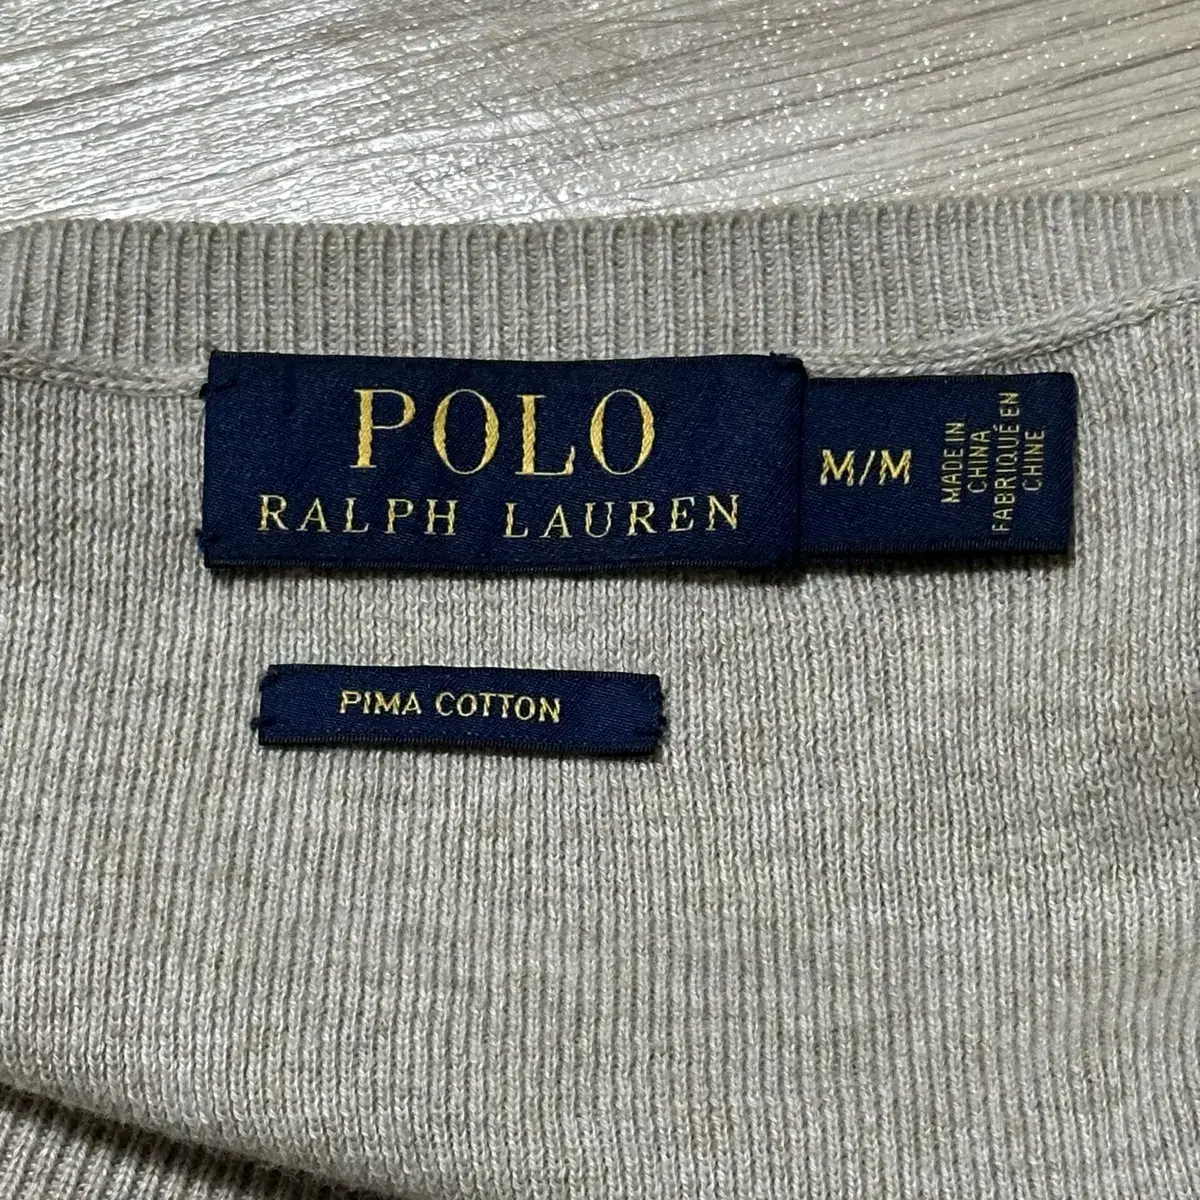 POLO
RALPH LAUREN
M/M
MADE IN
CHINA
FABRIQUÉ EN
CHINE
PIMA COTTON